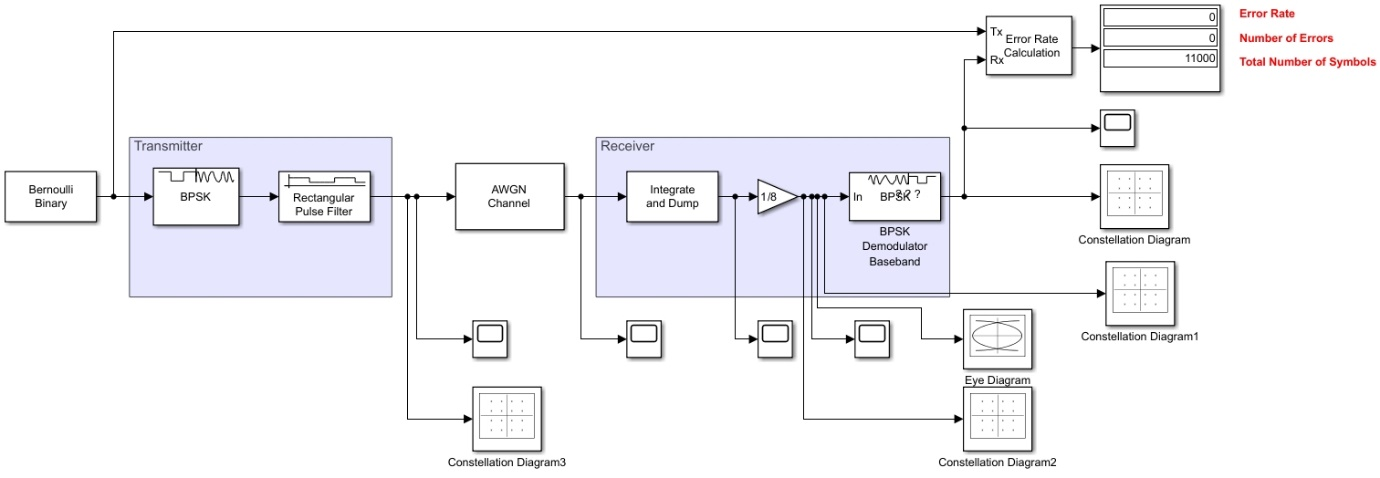 0
Error Rate
0
Number of Errors
11000
Total Number of Symbols
Tx
Rx
Error Rate
Calculation
Transmitter
Receiver
Bernoulli
Binary
BPSK
Rectangular
Pulse Filter
AWGN
Channel
Integrate
and Dump
1/8
In
BPSK
BPSK
Demodulator
Baseband
Constellation Diagram
Constellation Diagram1
Eye Diagram
Constellation Diagram3
Constellation Diagram2